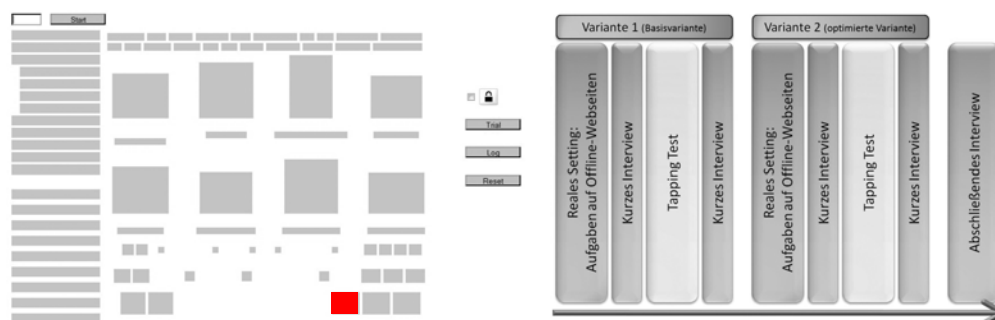 Start
Trial
Log
Reset
Variante 1 (Basisvariante)
Variante 2 (optimierte Variante)
Reales Setting:
Aufgaben auf Offline-Webseiten
Kurzes Interview
Tapping Test
Kurzes Interview
Reales Setting:
Aufgaben auf Offline-Webseiten
Kurzes Interview
Tapping Test
Kurzes Interview
Abschließendes Interview